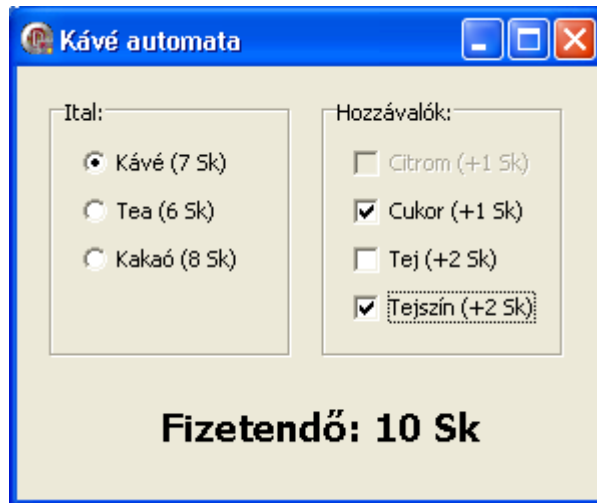 Kávé automata
Ital:
Kávé (7 Sk)
Tea (6 Sk)
Kakaó (8 Sk)
Hozzávalók:
Citrom (+1 Sk)
Cukor (+1 Sk)
Tej (+2 Sk)
Tejszín (+2 Sk)
Fizetendő: 10 Sk